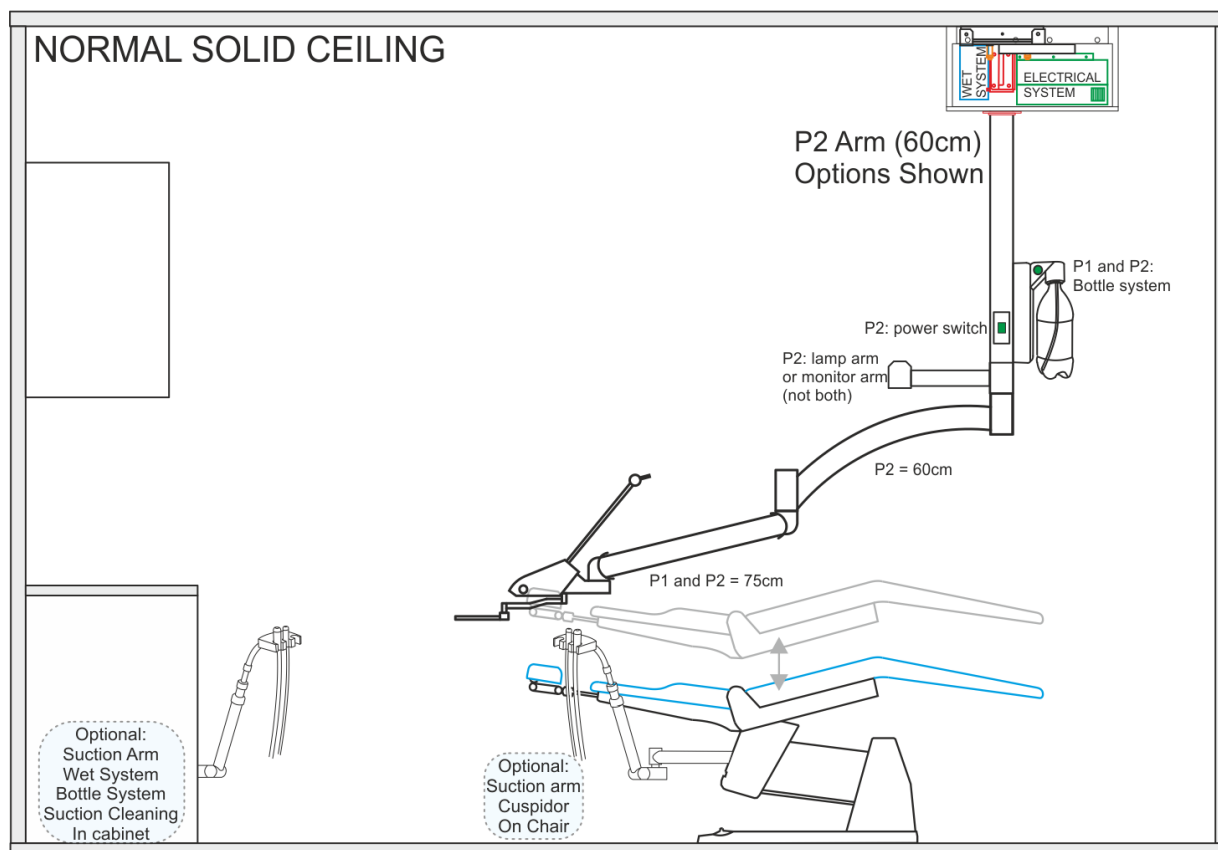 NORMAL SOLID CEILING
WET
SYSTEM
ELECTRICAL
SYSTEM
P2 Arm (60cm)
Options Shown
P1 and P2:
Bottle system
P2: power switch
P2: lamp arm
or monitor arm
(not both)
P2 = 60cm
P1 and P2 = 75cm
Optional:
Suction Arm
Wet System
Bottle System
Suction Cleaning
In cabinet
Optional:
Suction arm
Cuspidor
On Chair